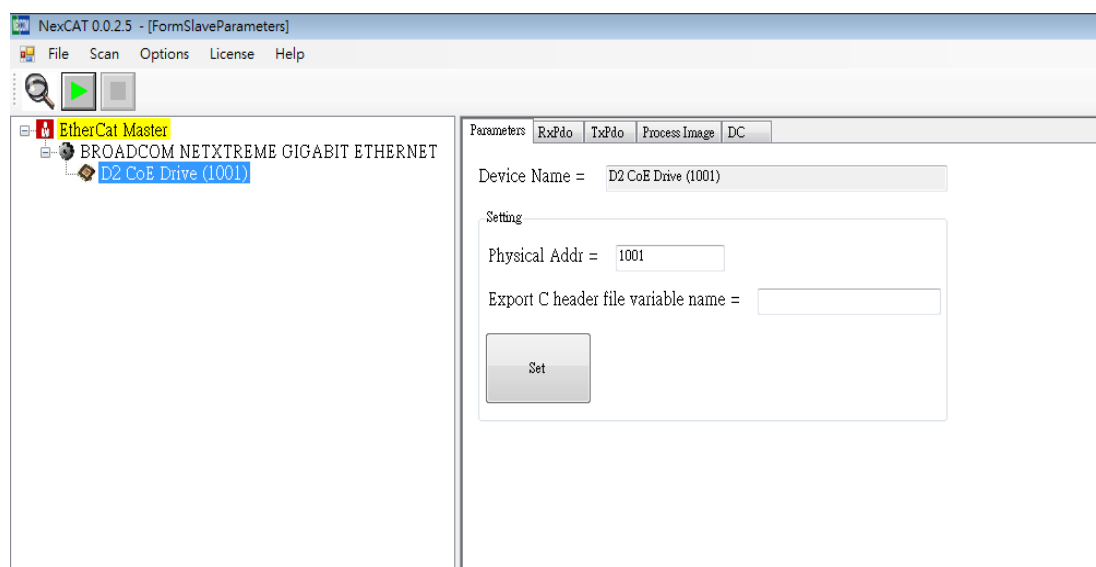 NexCAT 0.0.2.5 - [FormSlaveParameters]
File Scan Options License Help
EtherCat Master
BROADCOM NETXTREME GIGABIT ETHERNET
D2 CoE Drive (1001)
Parameters RxPdo TxPdo Process Image DC
Device Name = D2 CoE Drive (1001)
Setting
Physical Addr = 1001
Export C header file variable name =
Set